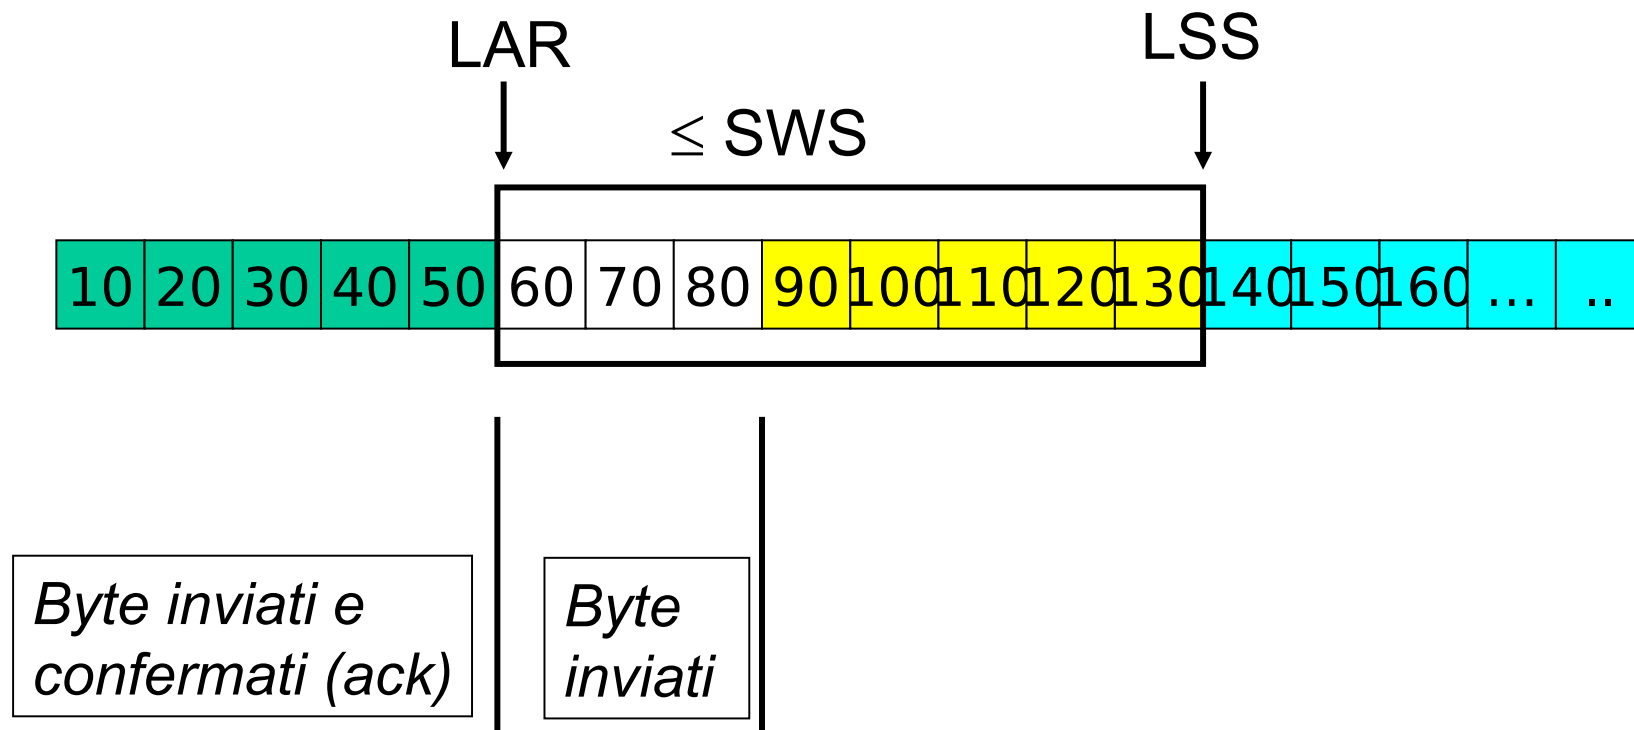 LAR
LSS
≤ SWS
10 20 30 40 50 60 70 80 90 100 110 120 130 140 150 160 ... ..
Byte inviati e
confermati (ack)
Byte
inviati